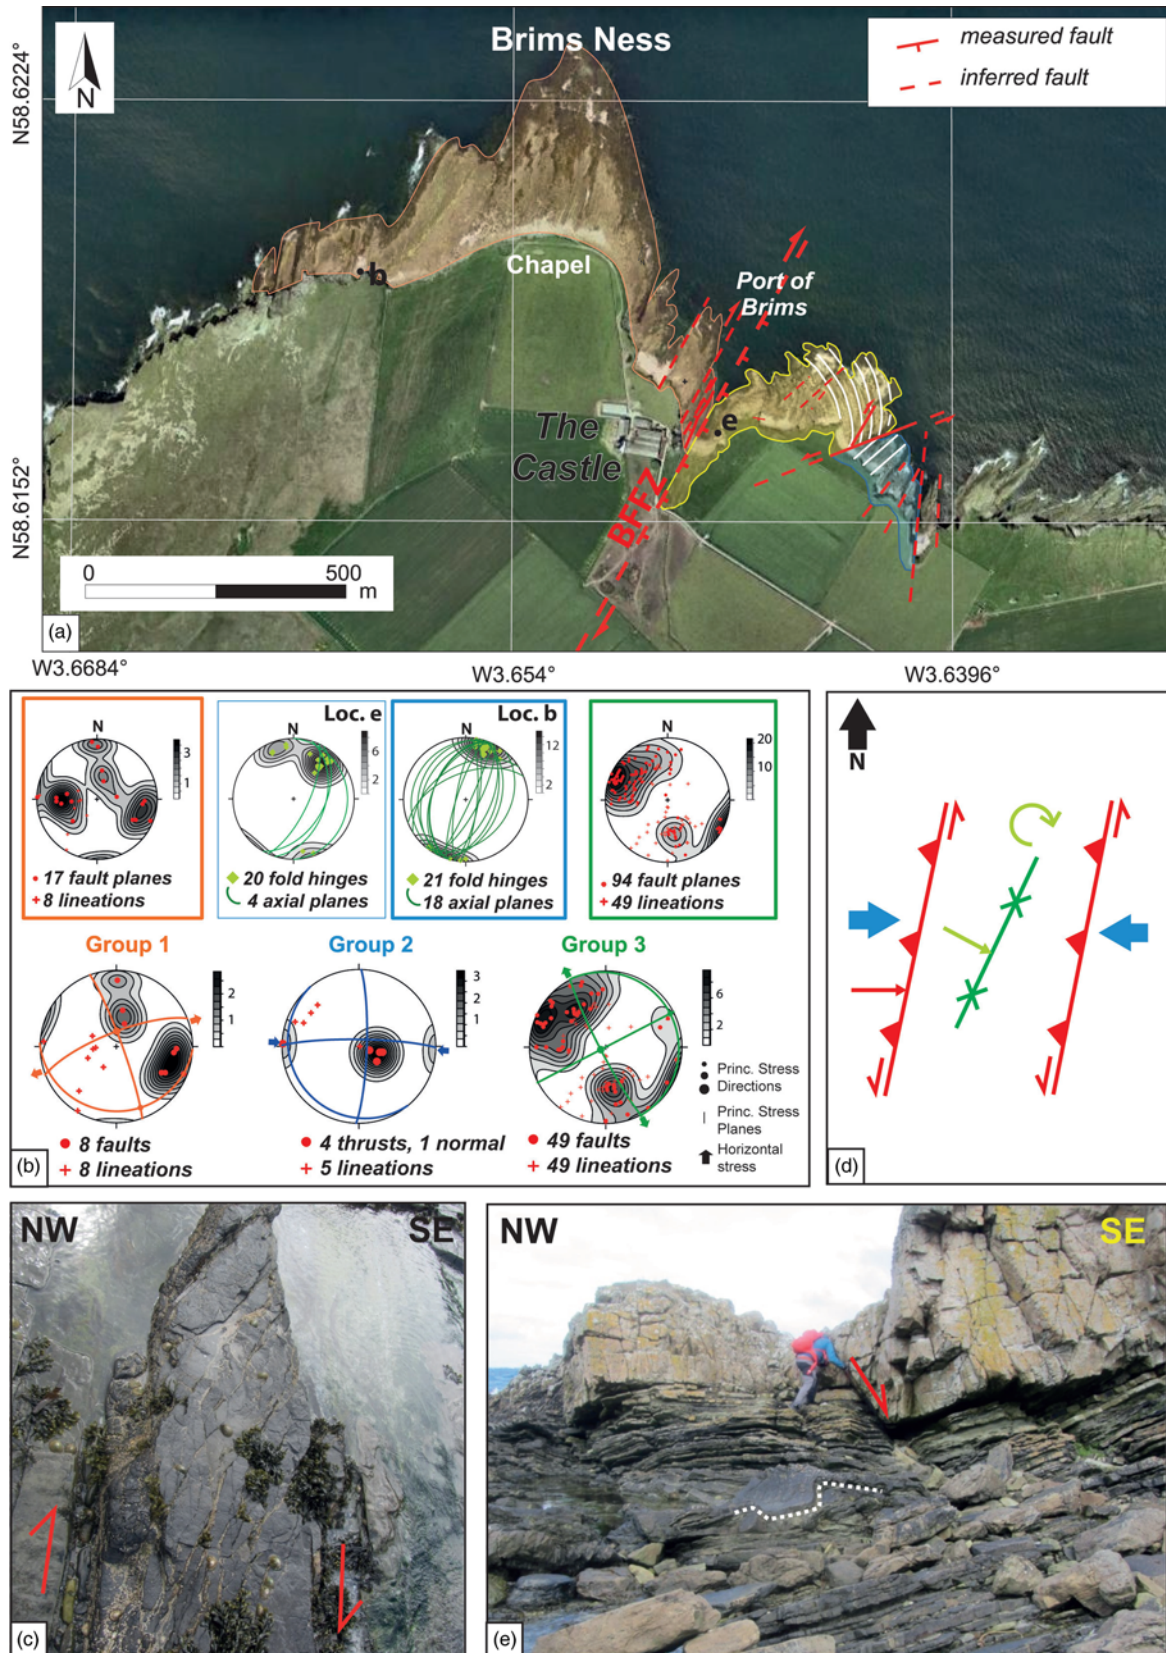 Brims Ness
measured fault
inferred fault
N
N58.6224°
b
Chapel
Port of
Brims
The
Castle
e
BFFZ
N58.6152°
0
500
m
(a)
W3.6684°
W3.654°
W3.6396°
N
3
1
17 fault planes
8 lineations
Loc. e
N
6
2
20 fold hinges
4 axial planes
Loc. b
N
12
2
21 fold hinges
18 axial planes
N
20
10
94 fault planes
49 lineations
Group 1
2
1
8 faults
8 lineations
Group 2
3
2
1
4 thrusts, 1 normal
5 lineations
Group 3
6
2
49 faults
49 lineations
Princ. Stress
Directions
Princ. Stress
Planes
Horizontal
stress
(b)
N
(d)
NW
SE
(c)
NW
SE
(e)